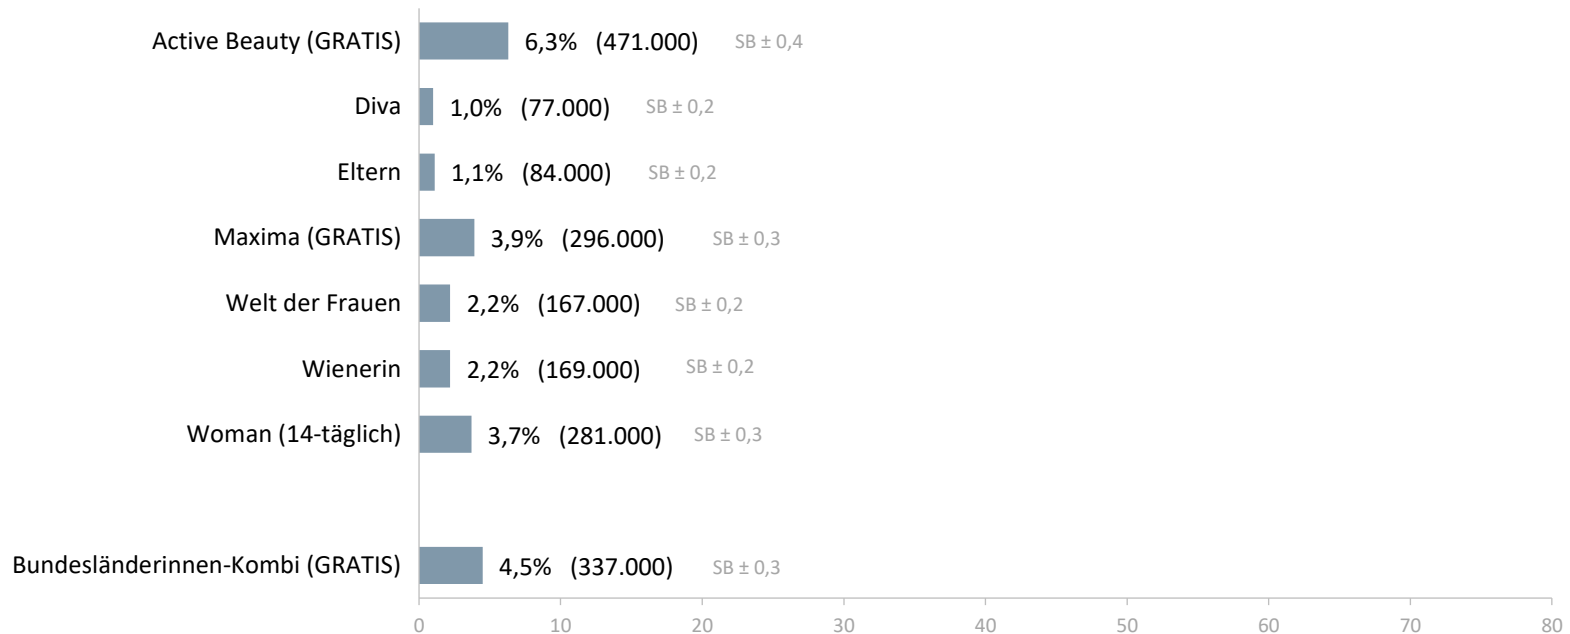 Active Beauty (GRATIS) 6,3% (471.000) SB ± 0,4
Diva 1,0% (77.000) SB ± 0,2
Eltern 1,1% (84.000) SB ± 0,2
Maxima (GRATIS) 3,9% (296.000) SB ± 0,3
Welt der Frauen 2,2% (167.000) SB ± 0,2
Wienerin 2,2% (169.000) SB ± 0,2
Woman (14-täglich) 3,7% (281.000) SB ± 0,3
Bundesländerinnen-Kombi (GRATIS) 4,5% (337.000) SB ± 0,3
0 10 20 30 40 50 60 70 80